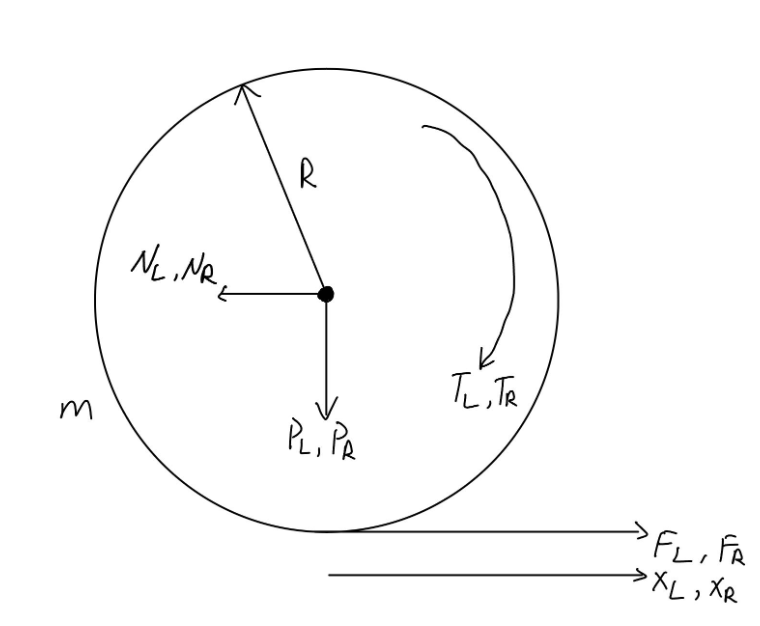 R
N_L, N_R
T_L, T_R
m
P_L, P_R
F_L, F_R
x_L, x_R